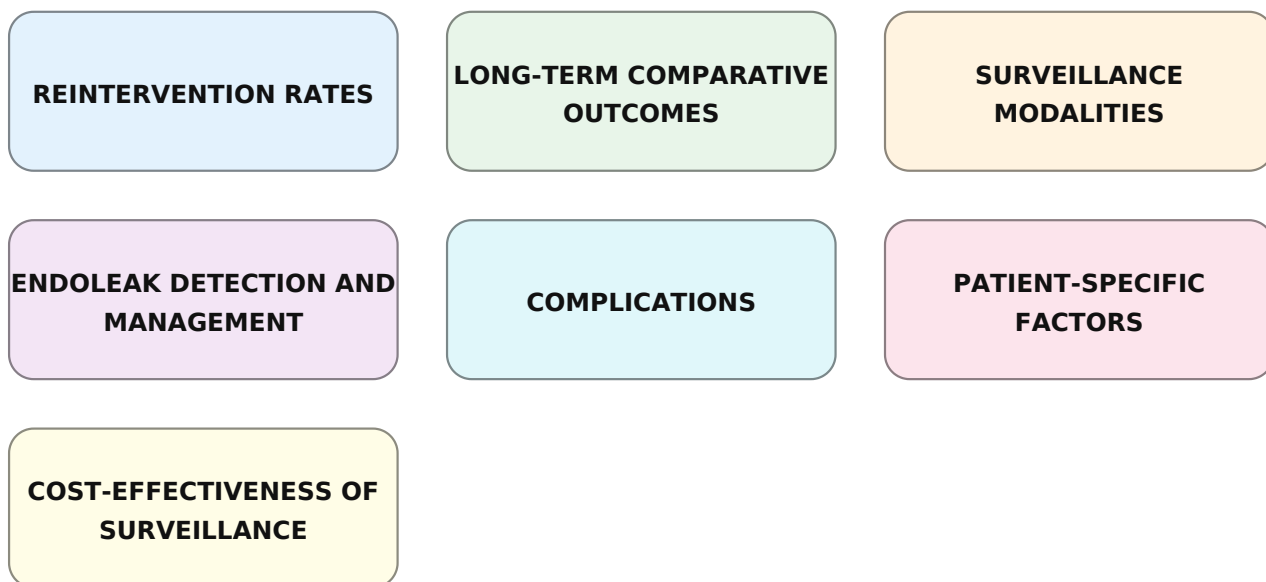 REINTERVENTION RATES
LONG-TERM COMPARATIVE
OUTCOMES
SURVEILLANCE
MODALITIES
ENDOLEAK DETECTION AND
MANAGEMENT
COMPLICATIONS
PATIENT-SPECIFIC
FACTORS
COST-EFFECTIVENESS OF
SURVEILLANCE